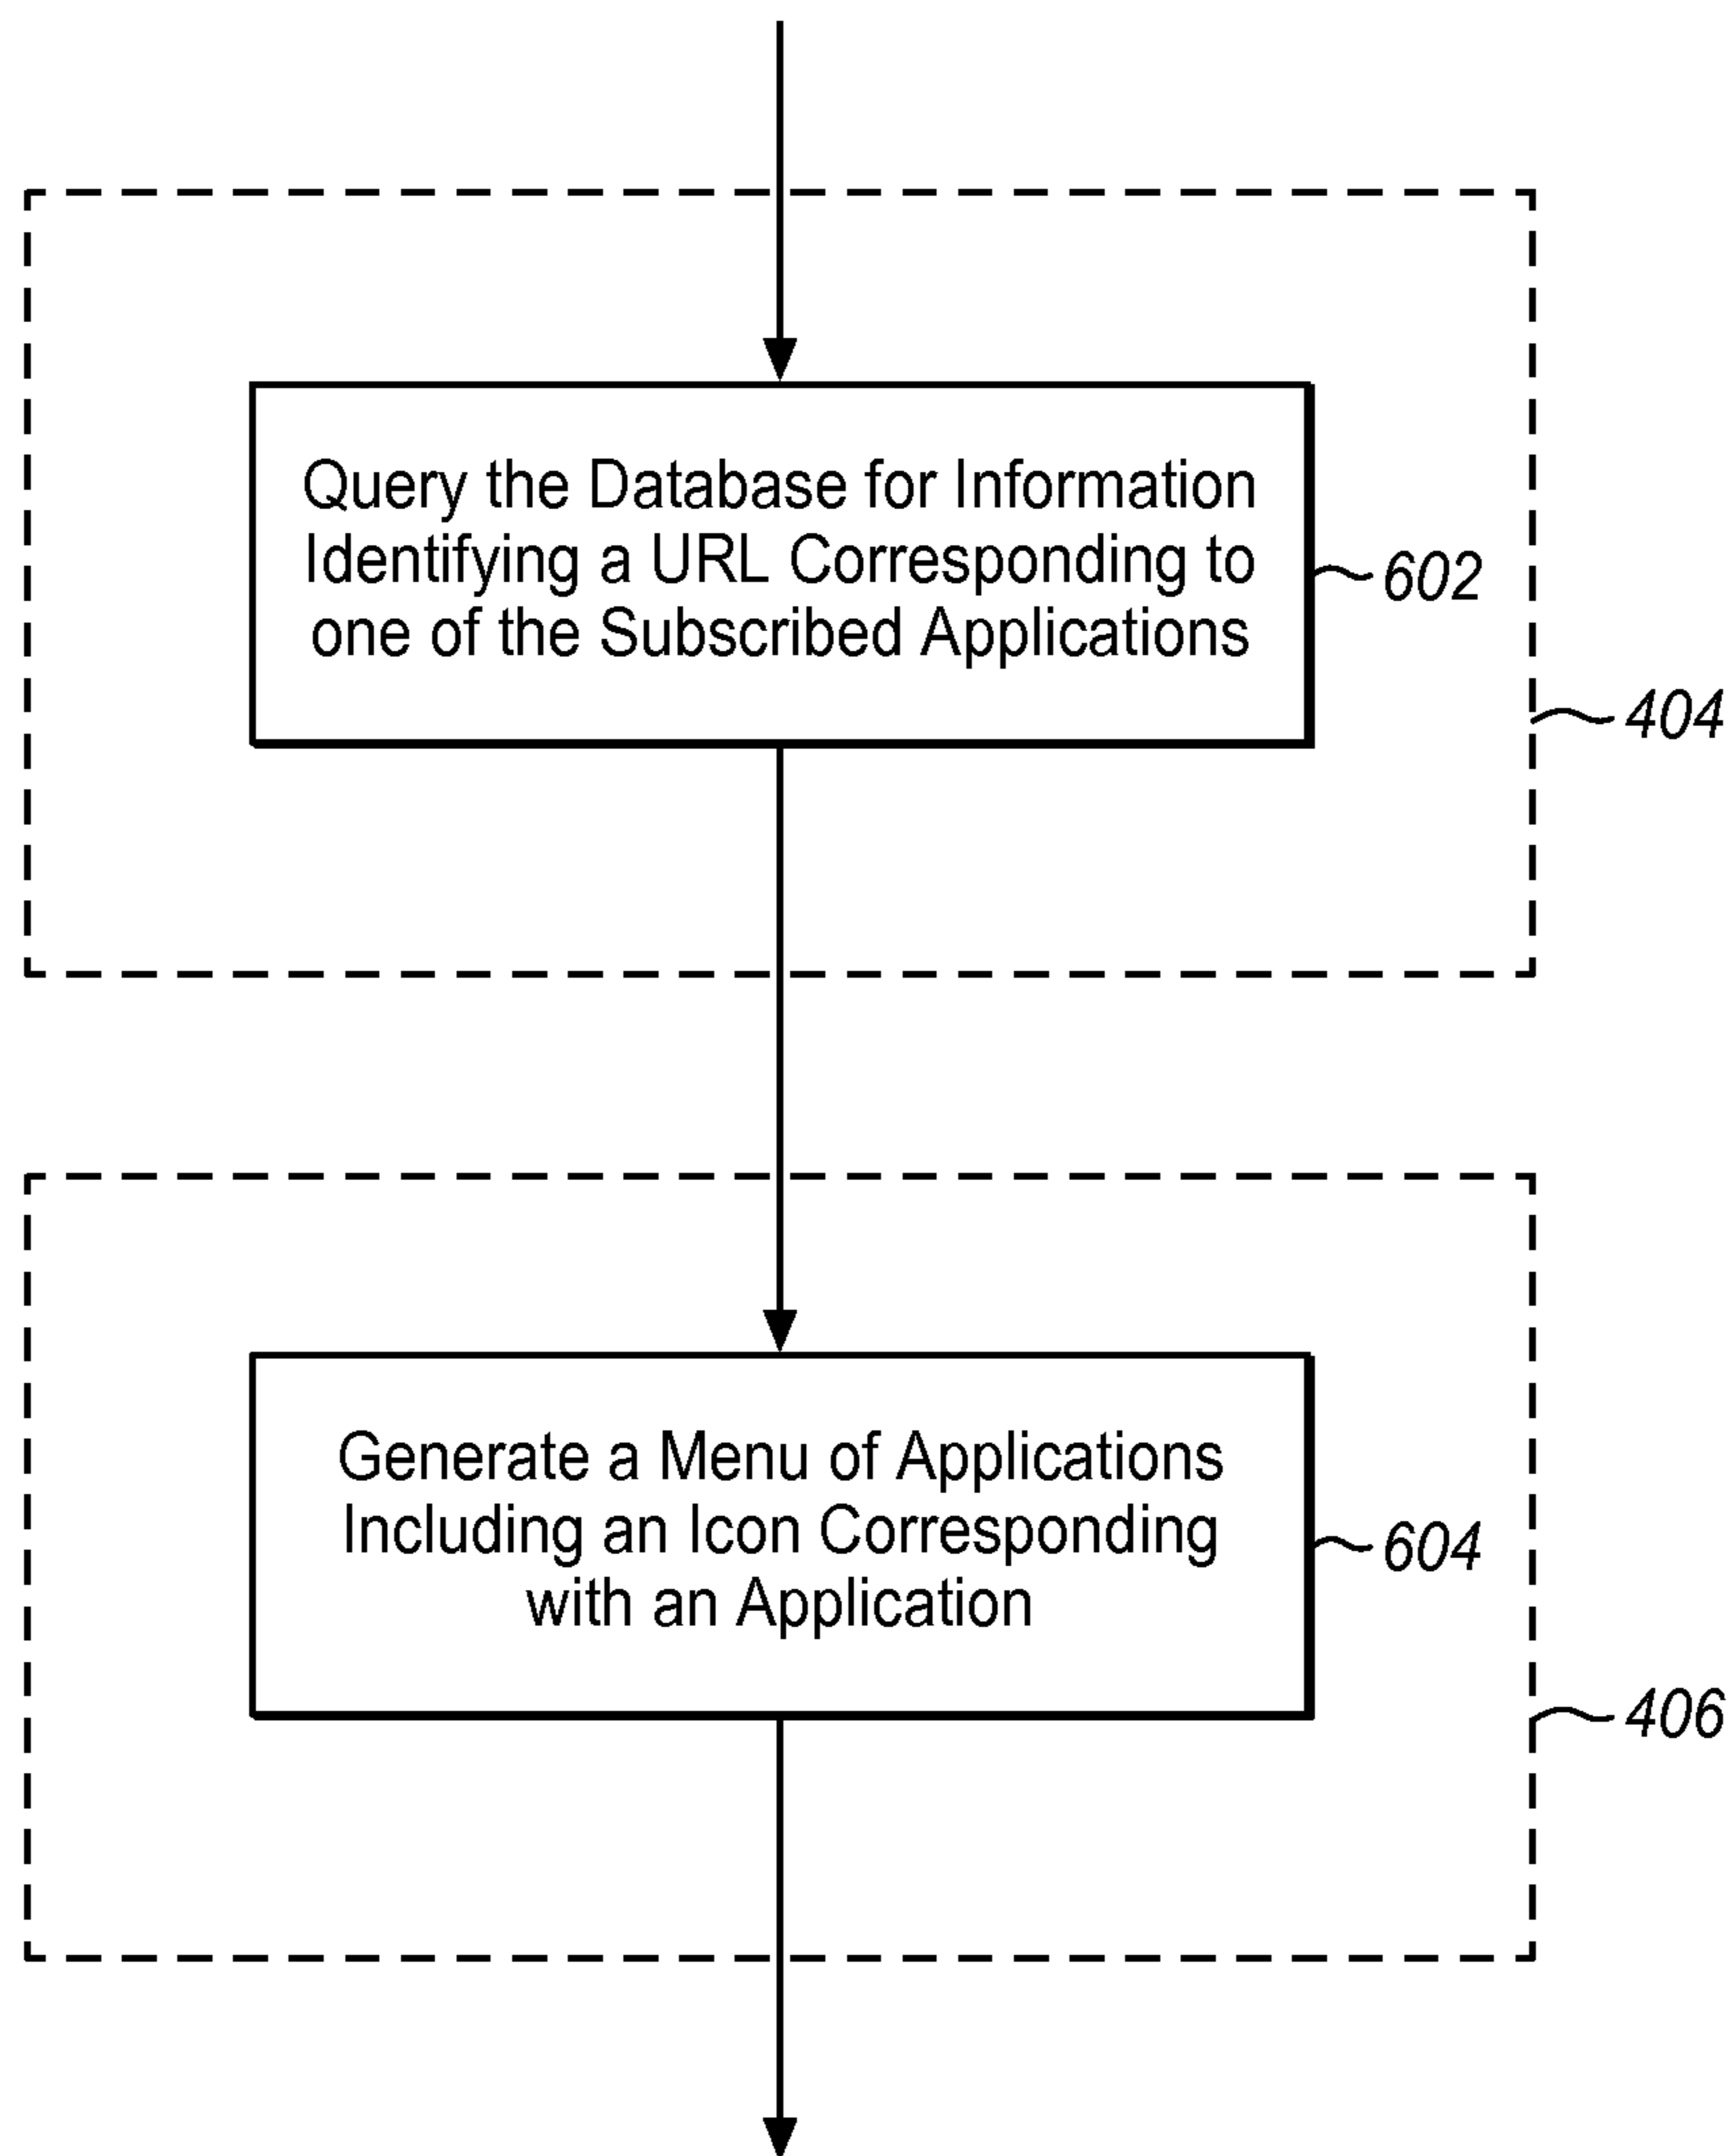 Query the Database for Information
Identifying a URL Corresponding to
one of the Subscribed Applications
602
404
Generate a Menu of Applications
Including an Icon Corresponding
with an Application
604
406